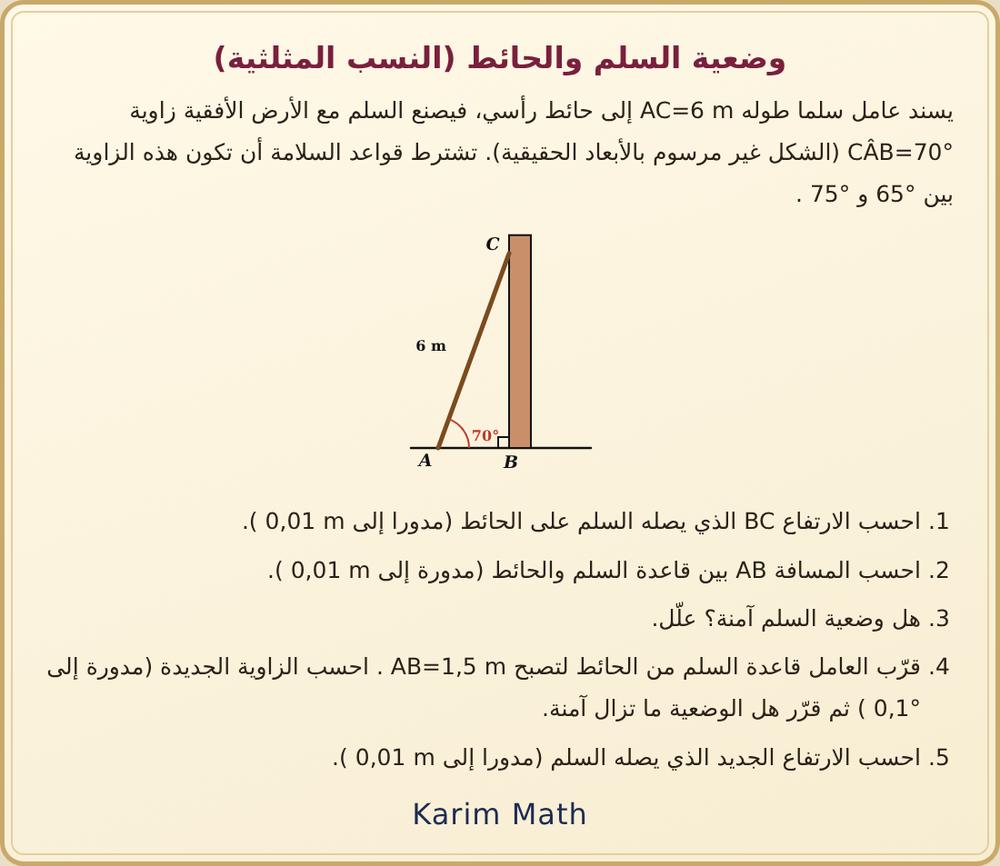 وضعية السلم والحائط (النسب المثلثية)
يسند عامل سلما طوله AC=6 m إلى حائط رأسي، فيصنع السلم مع الأرض الأفقية زاوية
CÂB=70° (الشكل غير مرسوم بالأبعاد الحقيقية). تشترط قواعد السلامة أن تكون هذه الزاوية
بين 65° و 75° .
C
6 m
70°
A
B
1. احسب الارتفاع BC الذي يصله السلم على الحائط (مدورا إلى 0,01 m ).
2. احسب المسافة AB بين قاعدة السلم والحائط (مدورة إلى 0,01 m ).
3. هل وضعية السلم آمنة؟ علّل.
4. قرّب العامل قاعدة السلم من الحائط لتصبح AB=1,5 m . احسب الزاوية الجديدة (مدورة إلى
0,1° ) ثم قرّر هل الوضعية ما تزال آمنة.
5. احسب الارتفاع الجديد الذي يصله السلم (مدورا إلى 0,01 m ).
Karim Math